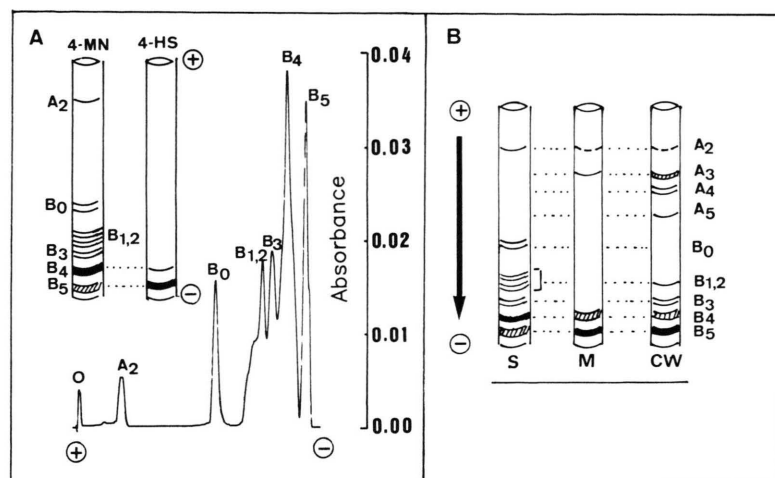 A
4-MN 4-HS
+
A2
B0
B1,2
B3
B4
B5
−
O
A2
B0
B1,2
B3
B4
B5
+
−
0.04
0.03
0.02
0.01
0.00
Absorbance
B
+
−
A2
A3
A4
A5
B0
B1,2
B3
B4
B5
S M CW